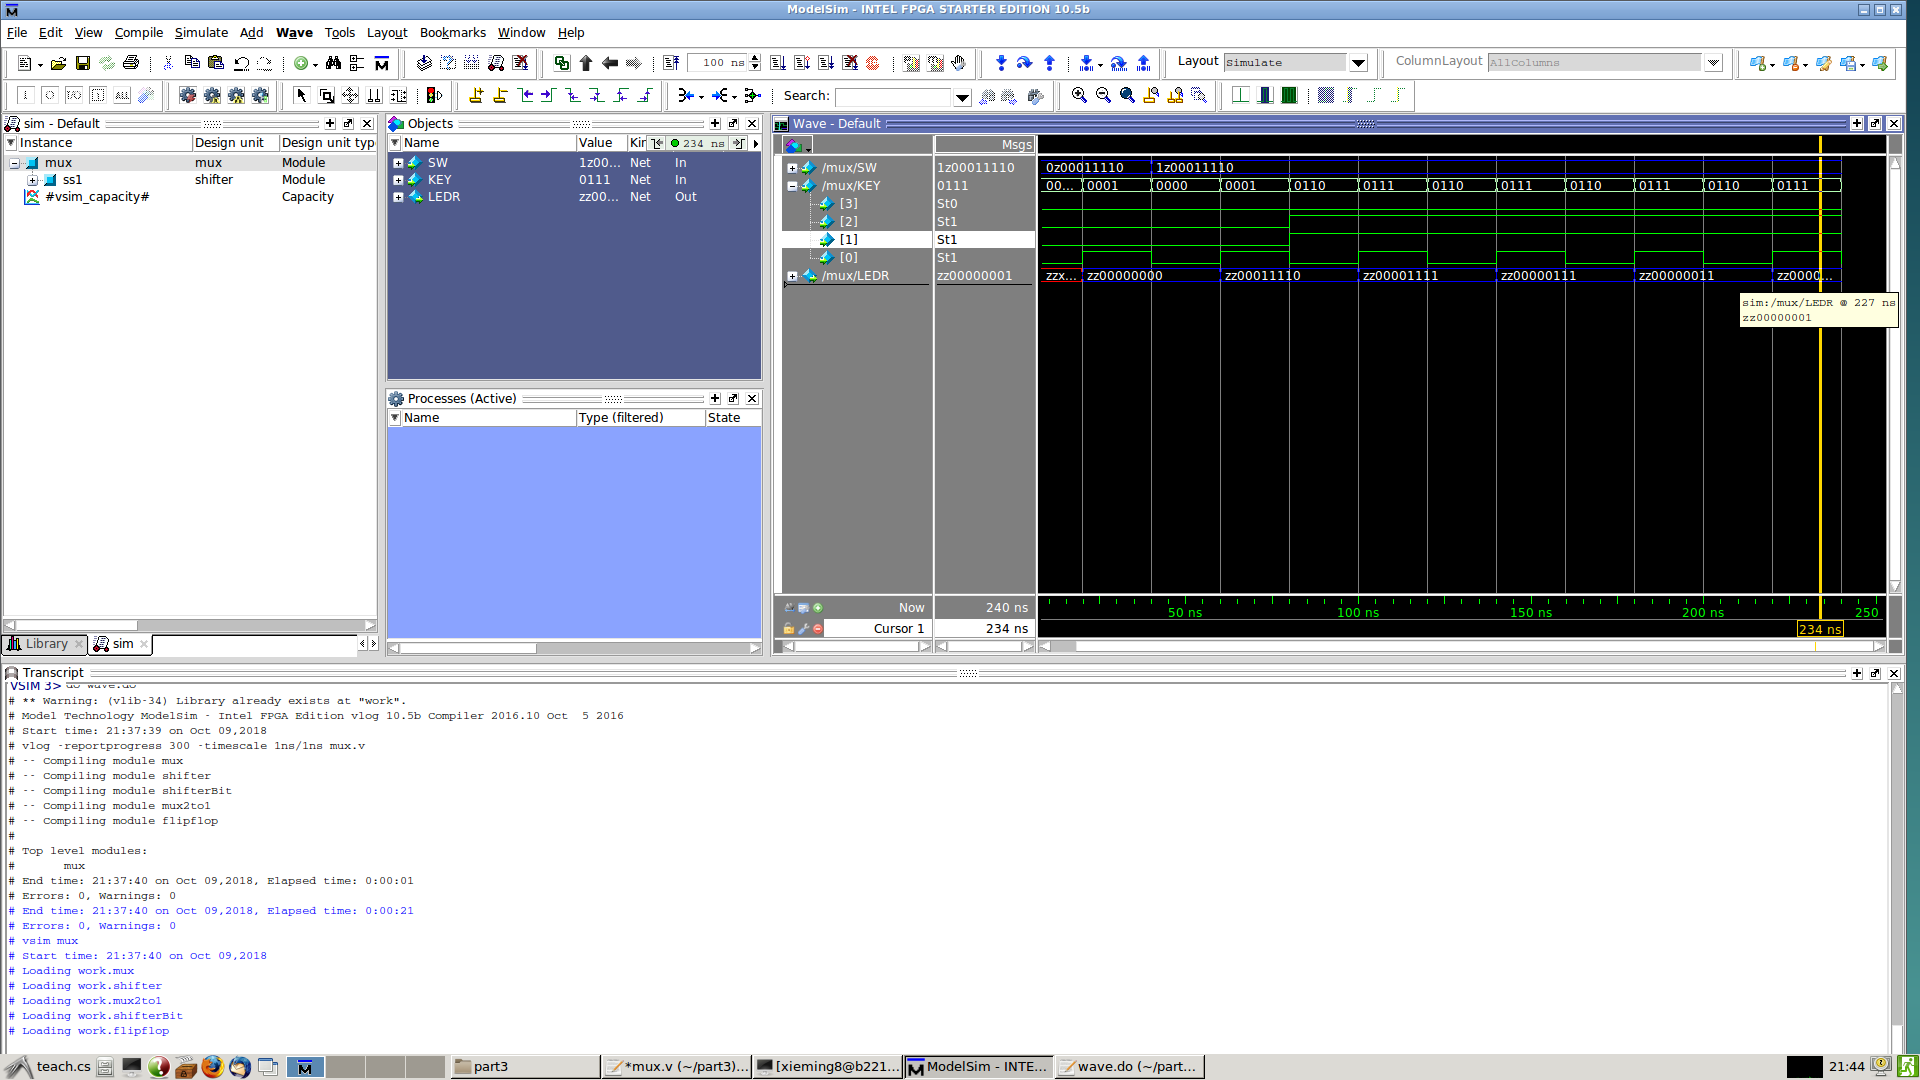 ModelSim - INTEL FPGA STARTER EDITION 10.5b
File Edit View Compile Simulate Add Wave Tools Layout Bookmarks Window Help
100 ns
Layout Simulate
ColumnLayout AllColumns
Search:
sim - Default
Instance Design unit Design unit type
mux mux Module
ss1 shifter Module
#vsim_capacity# Capacity
Library sim
Objects
Name Value Kir 234 ns
SW 1z00... Net In
KEY 0111 Net In
LEDR zz00... Net Out
Processes (Active)
Name Type (filtered) State
Wave - Default
Msgs
/mux/SW 1z00011110 0z00011110 1z00011110
/mux/KEY 0111 00... 0001 0000 0001 0110 0111 0110 0111 0110 0111 0110 0111
[3] St0
[2] St1
[1] St1
[0] St1
/mux/LEDR zz00000001 zzx... zz00000000 zz00011110 zz00001111 zz00000111 zz00000011 zz0000...
sim:/mux/LEDR @ 227 ns
zz00000001
Now 240 ns 50 ns 100 ns 150 ns 200 ns 250
Cursor 1 234 ns 234 ns
Transcript
VSIM 3> do wave.do
# ** Warning: (vlib-34) Library already exists at "work".
# Model Technology ModelSim - Intel FPGA Edition vlog 10.5b Compiler 2016.10 Oct  5 2016
# Start time: 21:37:39 on Oct 09,2018
# vlog -reportprogress 300 -timescale 1ns/1ns mux.v
# -- Compiling module mux
# -- Compiling module shifter
# -- Compiling module shifterBit
# -- Compiling module mux2to1
# -- Compiling module flipflop
#
# Top level modules:
#       mux
# End time: 21:37:40 on Oct 09,2018, Elapsed time: 0:00:01
# Errors: 0, Warnings: 0
# End time: 21:37:40 on Oct 09,2018, Elapsed time: 0:00:21
# Errors: 0, Warnings: 0
# vsim mux
# Start time: 21:37:40 on Oct 09,2018
# Loading work.mux
# Loading work.shifter
# Loading work.mux2to1
# Loading work.shifterBit
# Loading work.flipflop
teach.cs part3 *mux.v (~/part3)... [xieming8@b221... ModelSim - INTE... wave.do (~/part... 21:44